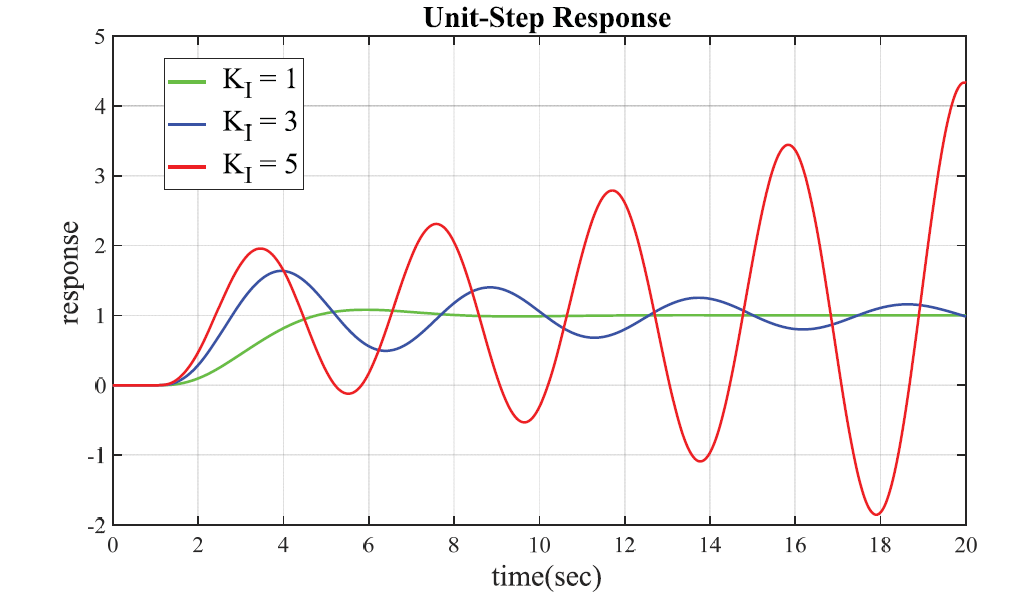 Unit-Step Response
5
4
3
2
1
0
-1
-2
K_I = 1
K_I = 3
K_I = 5
response
0 2 4 6 8 10 12 14 16 18 20
time(sec)